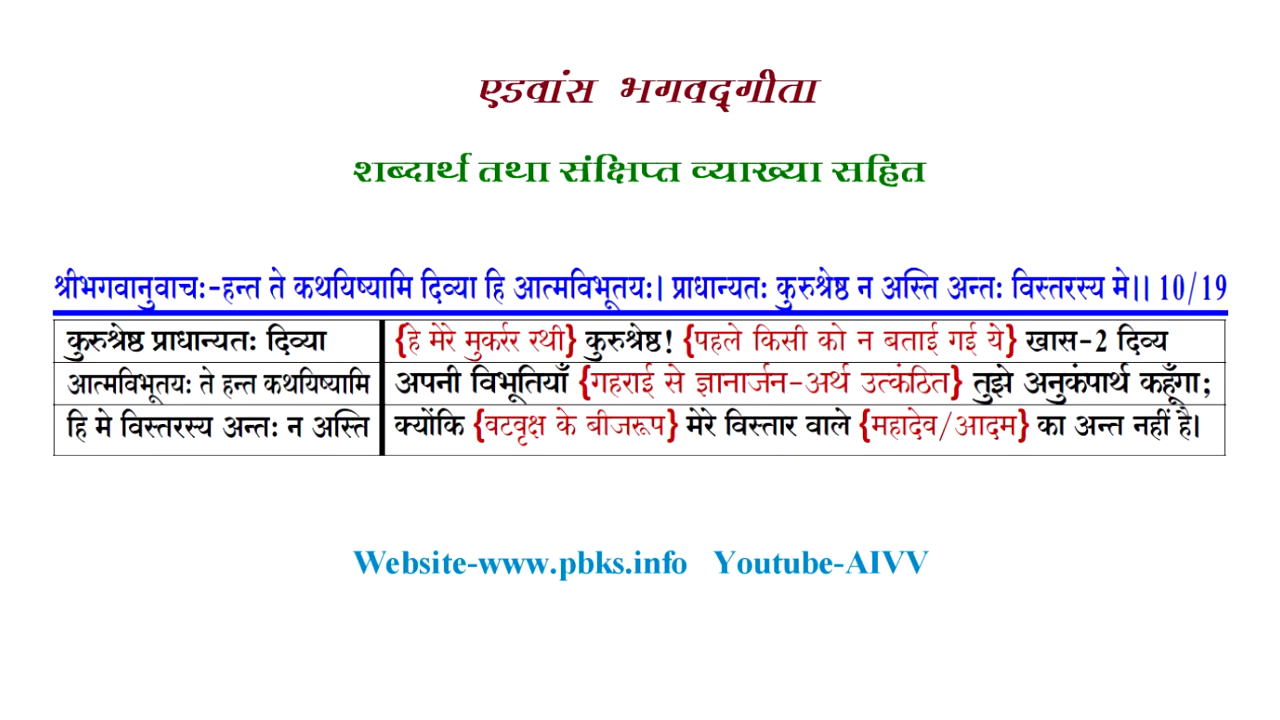 एडवांस भगवद्गीता
शब्दार्थ तथा संक्षिप्त व्याख्या सहित
श्रीभगवानुवाचः-हन्त ते कथयिष्यामि दिव्या हि आत्मविभूतयः। प्राधान्यतः कुरुश्रेष्ठ न अस्ति अन्तः विस्तरस्य मे।। 10/19
कुरुश्रेष्ठ प्राधान्यतः दिव्या {हे मेरे मुकर्रर रथी} कुरुश्रेष्ठ! {पहले किसी को न बताई गई ये} खास-2 दिव्य
आत्मविभूतयः ते हन्त कथयिष्यामि अपनी विभूतियाँ {गहराई से ज्ञानार्जन-अर्थ उत्कंठित} तुझे अनुकंपार्थ कहूँगा;
हि मे विस्तरस्य अन्तः न अस्ति क्योंकि {वटवृक्ष के बीजरूप} मेरे विस्तार वाले {महादेव/आदम} का अन्त नहीं है।
Website-www.pbks.info Youtube-AIVV